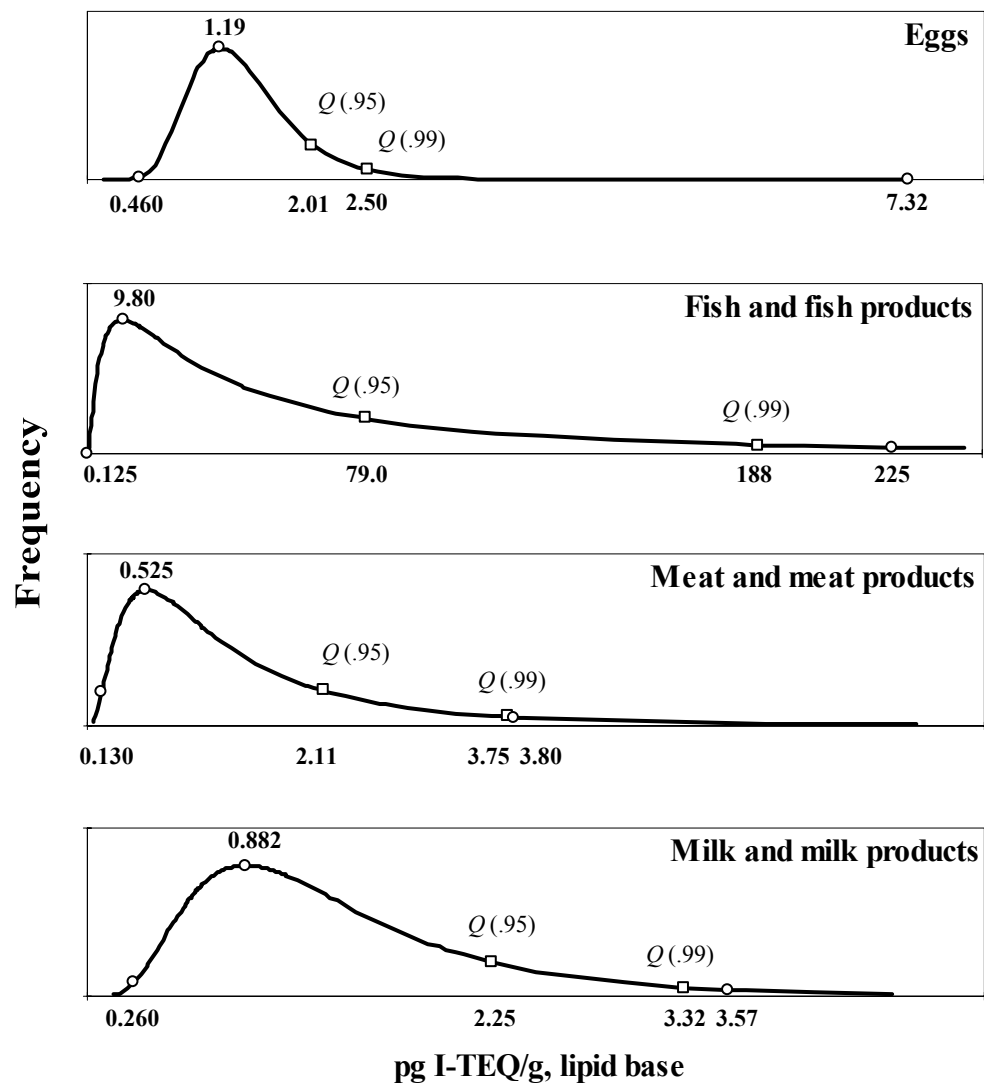 1.19
Eggs
Q (.95)
Q (.99)
0.460 2.01 2.50 7.32
9.80
Fish and fish products
Q (.95) Q (.99)
0.125 79.0 188 225
Frequency
0.525
Meat and meat products
Q (.95)
Q (.99)
0.130 2.11 3.75 3.80
0.882
Milk and milk products
Q (.95)
Q (.99)
0.260 2.25 3.32 3.57
pg I-TEQ/g, lipid base